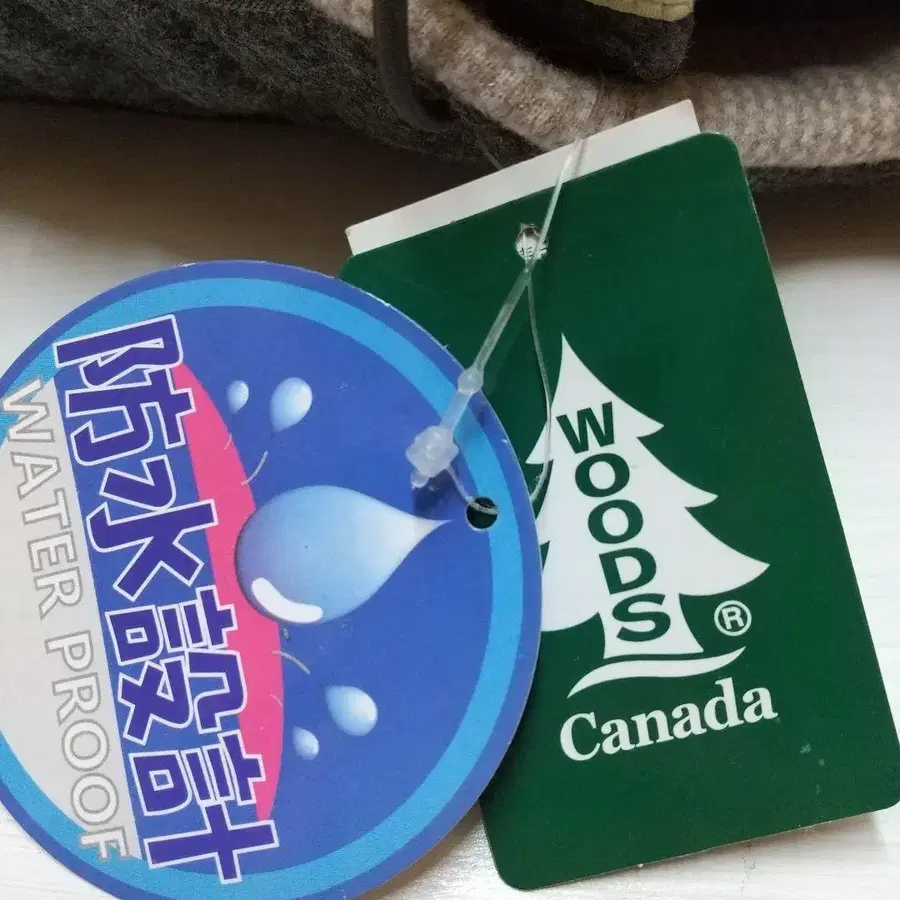 防水設計
WATER PROOF
WOODS
®
Canada